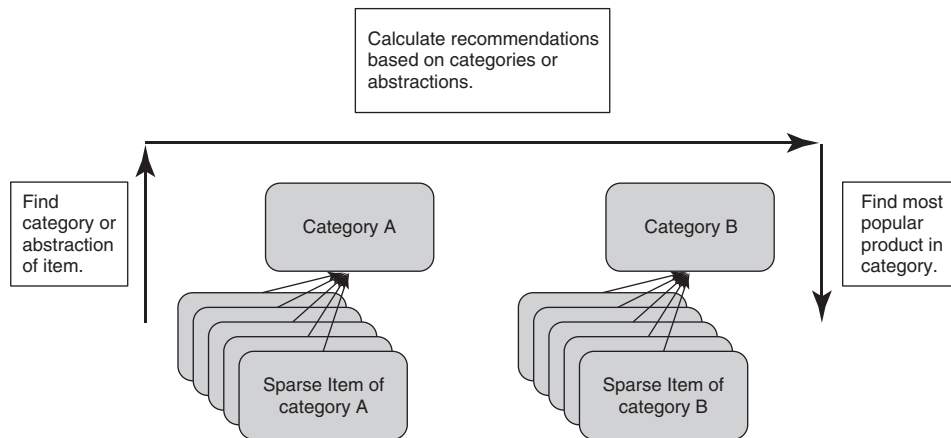 Calculate recommendations
based on categories or
abstractions.
Find
category or
abstraction
of item.
Category A
Category B
Find most
popular
product in
category.
Sparse Item of
category A
Sparse Item of
category B